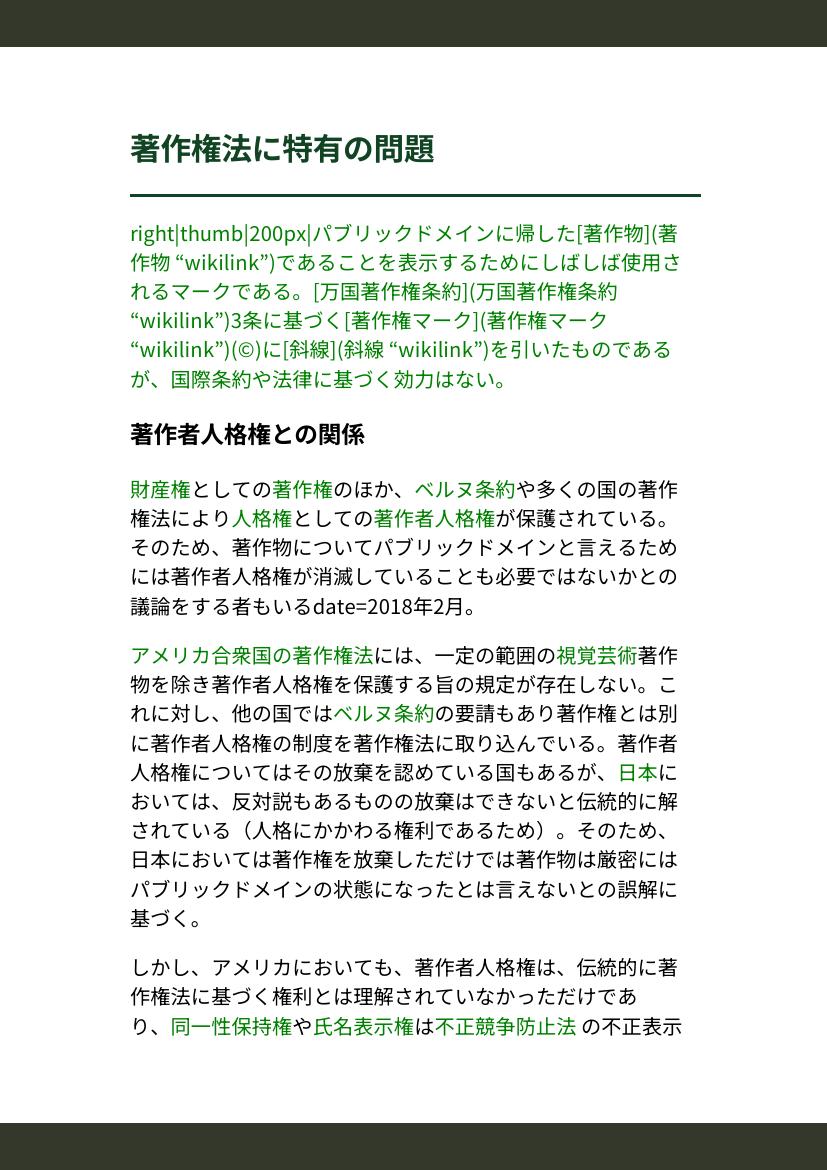 著作権法に特有の問題
right|thumb|200px|パブリックドメインに帰した[著作物](著
作物 “wikilink”)であることを表示するためにしばしば使用さ
れるマークである。[万国著作権条約](万国著作権条約
“wikilink”)3条に基づく[著作権マーク](著作権マーク
“wikilink”)(©)に[斜線](斜線 “wikilink”)を引いたものである
が、国際条約や法律に基づく効力はない。
著作者人格権との関係
財産権としての著作権のほか、ベルヌ条約や多くの国の著作
権法により人格権としての著作者人格権が保護されている。
そのため、著作物についてパブリックドメインと言えるため
には著作者人格権が消滅していることも必要ではないかとの
議論をする者もいるdate=2018年2月。
アメリカ合衆国の著作権法には、一定の範囲の視覚芸術著作
物を除き著作者人格権を保護する旨の規定が存在しない。こ
れに対し、他の国ではベルヌ条約の要請もあり著作権とは別
に著作者人格権の制度を著作権法に取り込んでいる。著作者
人格権についてはその放棄を認めている国もあるが、日本に
おいては、反対説もあるものの放棄はできないと伝統的に解
されている（人格にかかわる権利であるため）。そのため、
日本においては著作権を放棄しただけでは著作物は厳密には
パブリックドメインの状態になったとは言えないとの誤解に
基づく。
しかし、アメリカにおいても、著作者人格権は、伝統的に著
作権法に基づく権利とは理解されていなかっただけであ
り、同一性保持権や氏名表示権は不正競争防止法 の不正表示